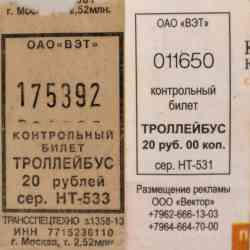 г. Москва, 2,52млн.
ОАО«ВЭТ»
175392
КОНТРОЛЬНЫЙ
БИЛЕТ
ТРОЛЛЕЙБУС
20 рублей
сер. НТ-533
ТРАНСПЕЦТЕХНО з1358-13
ИНН 7715236110
г. Москва, т. 2,52млн
ОАО «ВЭТ»
011650
контрольный
билет
ТРОЛЛЕЙБУС
20 руб. 00 коп.
сер. НТ-531
Размещение рекламы
ООО «Вектор»
+7962-666-13-03
+7964-664-70-00